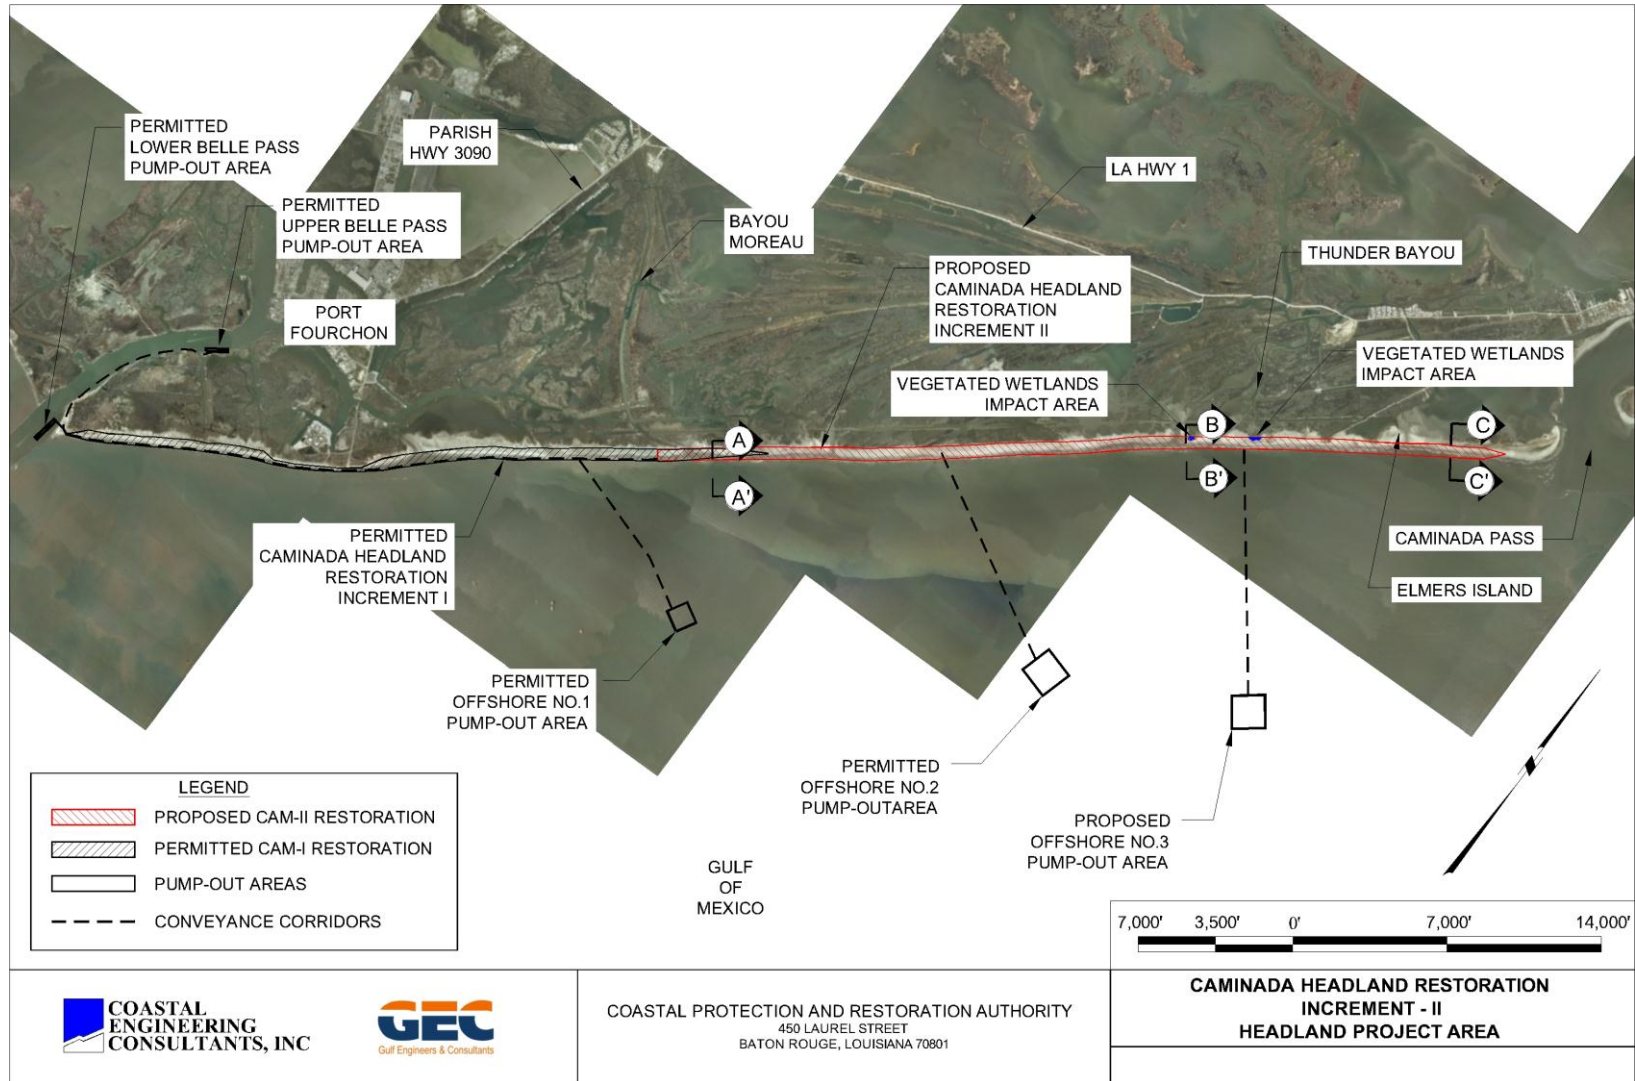 PERMITTED
LOWER BELLE PASS
PUMP-OUT AREA
PERMITTED
UPPER BELLE PASS
PUMP-OUT AREA
PARISH
HWY 3090
PORT
FOURCHON
BAYOU
MOREAU
LA HWY 1
PROPOSED
CAMINADA HEADLAND
RESTORATION
INCREMENT II
THUNDER BAYOU
VEGETATED WETLANDS
IMPACT AREA
VEGETATED WETLANDS
IMPACT AREA
A
A'
B
B'
C
C'
PERMITTED
CAMINADA HEADLAND
RESTORATION
INCREMENT I
CAMINADA PASS
ELMERS ISLAND
PERMITTED
OFFSHORE NO.1
PUMP-OUT AREA
PERMITTED
OFFSHORE NO.2
PUMP-OUTAREA
PROPOSED
OFFSHORE NO.3
PUMP-OUT AREA
GULF
OF
MEXICO
LEGEND
PROPOSED CAM-II RESTORATION
PERMITTED CAM-I RESTORATION
PUMP-OUT AREAS
CONVEYANCE CORRIDORS
7,000' 3,500' 0' 7,000' 14,000'
COASTAL
ENGINEERING
CONSULTANTS, INC
GEC
Gulf Engineers & Consultants
COASTAL PROTECTION AND RESTORATION AUTHORITY
450 LAUREL STREET
BATON ROUGE, LOUISIANA 70801
CAMINADA HEADLAND RESTORATION
INCREMENT - II
HEADLAND PROJECT AREA